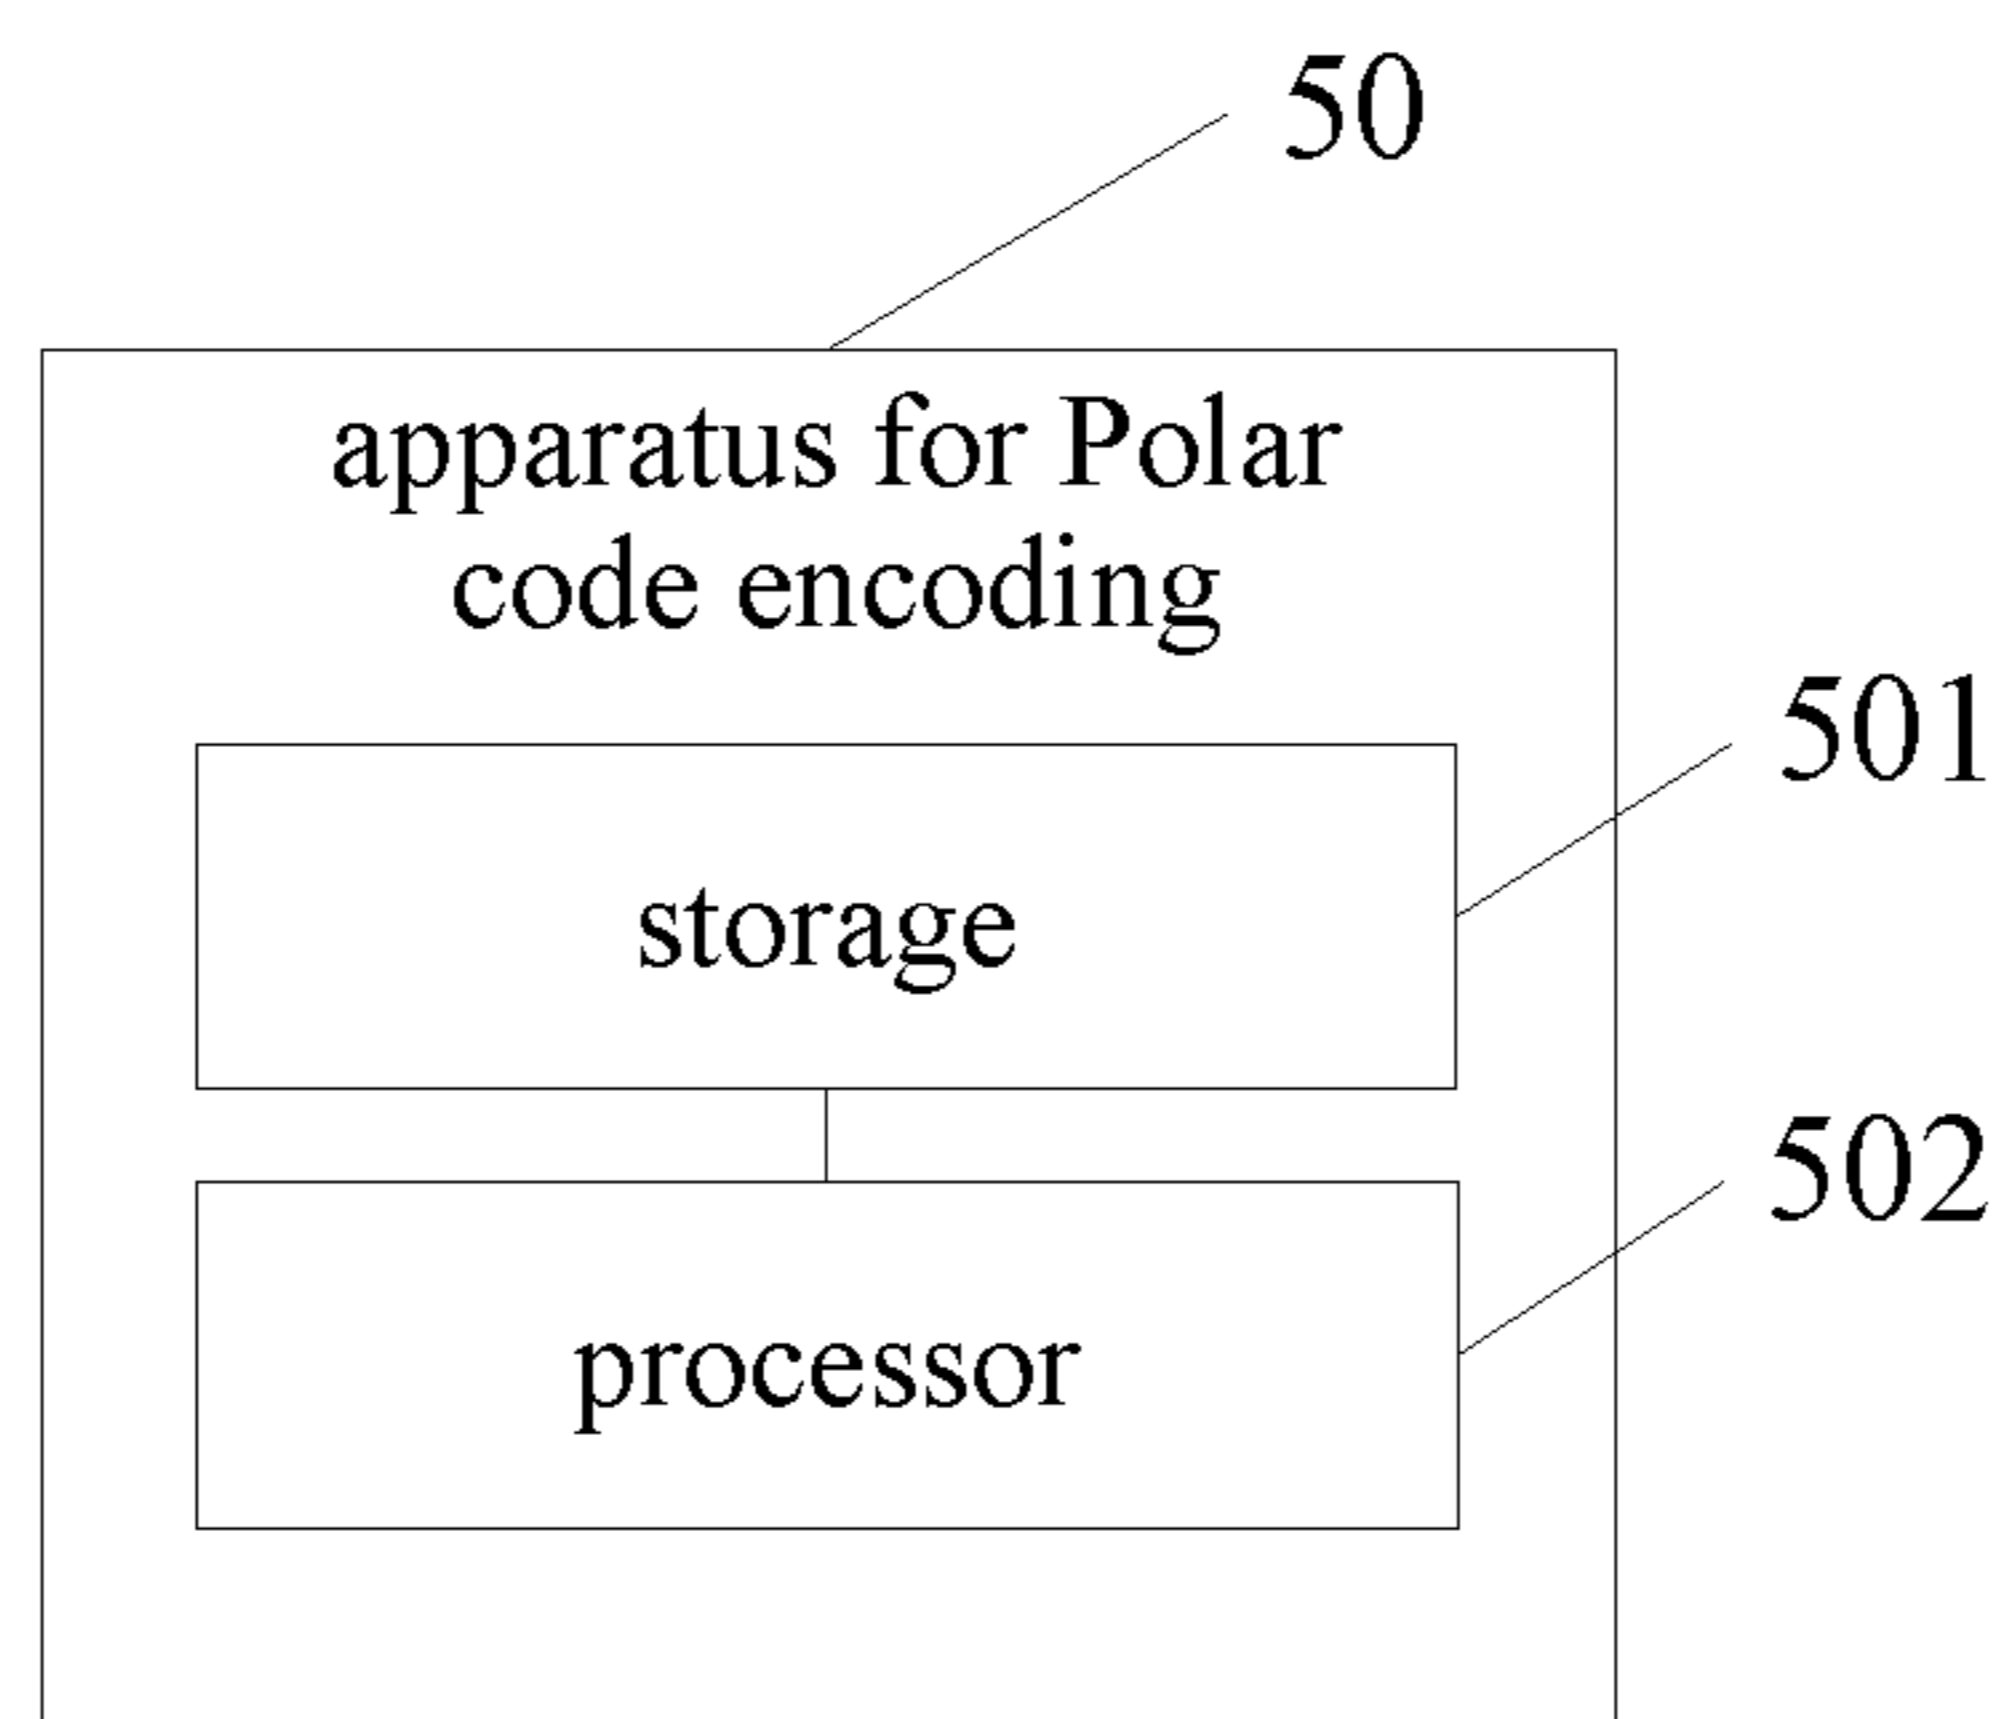 50
apparatus for Polar
code encoding
501
storage
502
processor